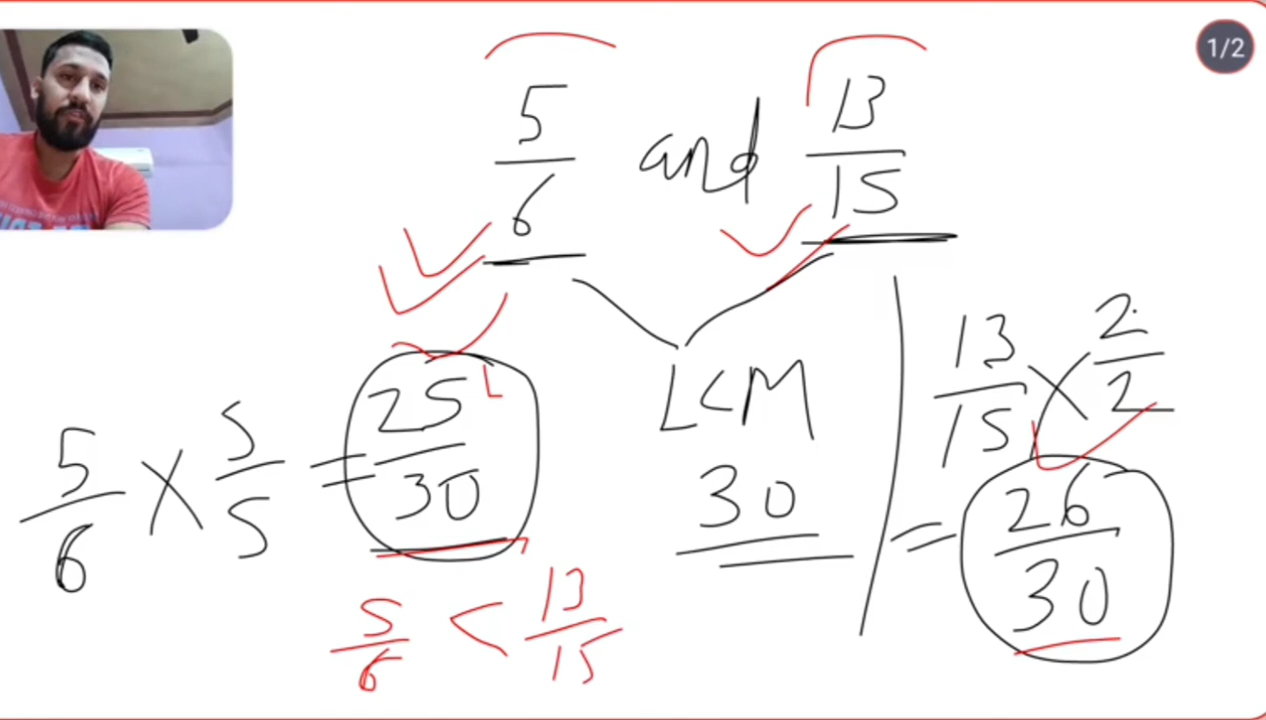 1/2
5/6 and 13/15
LCM
30
5/6 × 5/5 = 25/30
13/15 × 2/2
= 26/30
5/6 < 13/15